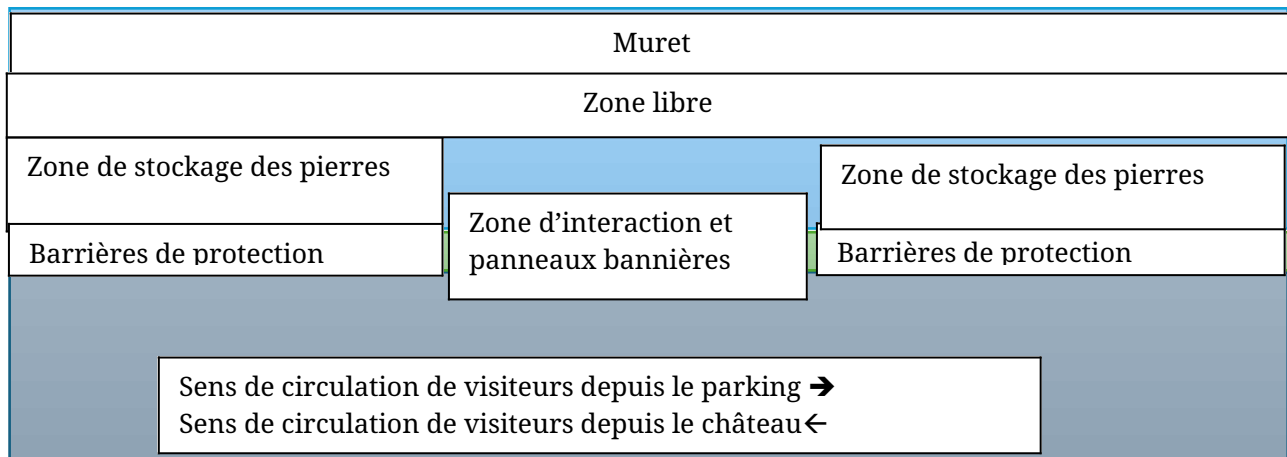 Muret
Zone libre
Zone de stockage des pierres
Zone de stockage des pierres
Zone d’interaction et
panneaux bannières
Barrières de protection
Barrières de protection
Sens de circulation de visiteurs depuis le parking ➔
Sens de circulation de visiteurs depuis le château←